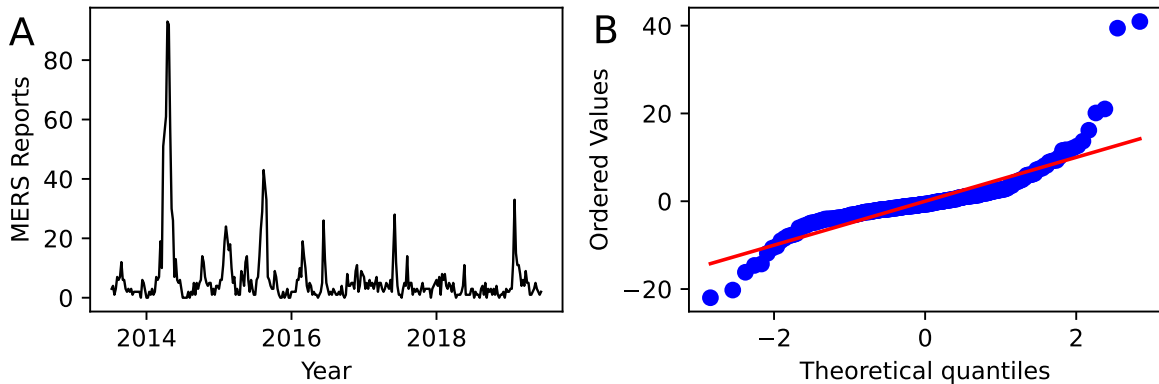 A
MERS Reports
80
60
40
20
0
2014
2016
2018
Year
B
Ordered Values
40
20
0
−20
−2
0
2
Theoretical quantiles